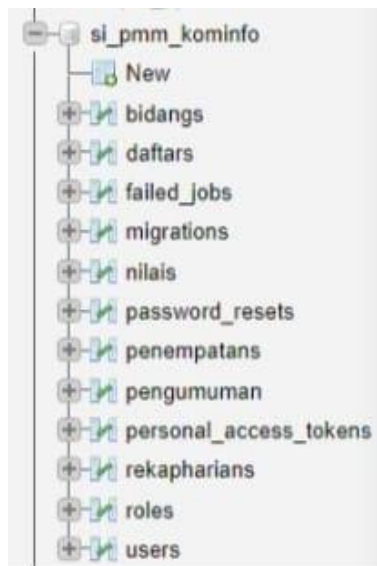 si_pmm_kominfo
New
bidangs
daftars
failed_jobs
migrations
nilais
password_resets
penempatans
pengumuman
personal_access_tokens
rekapharians
roles
users